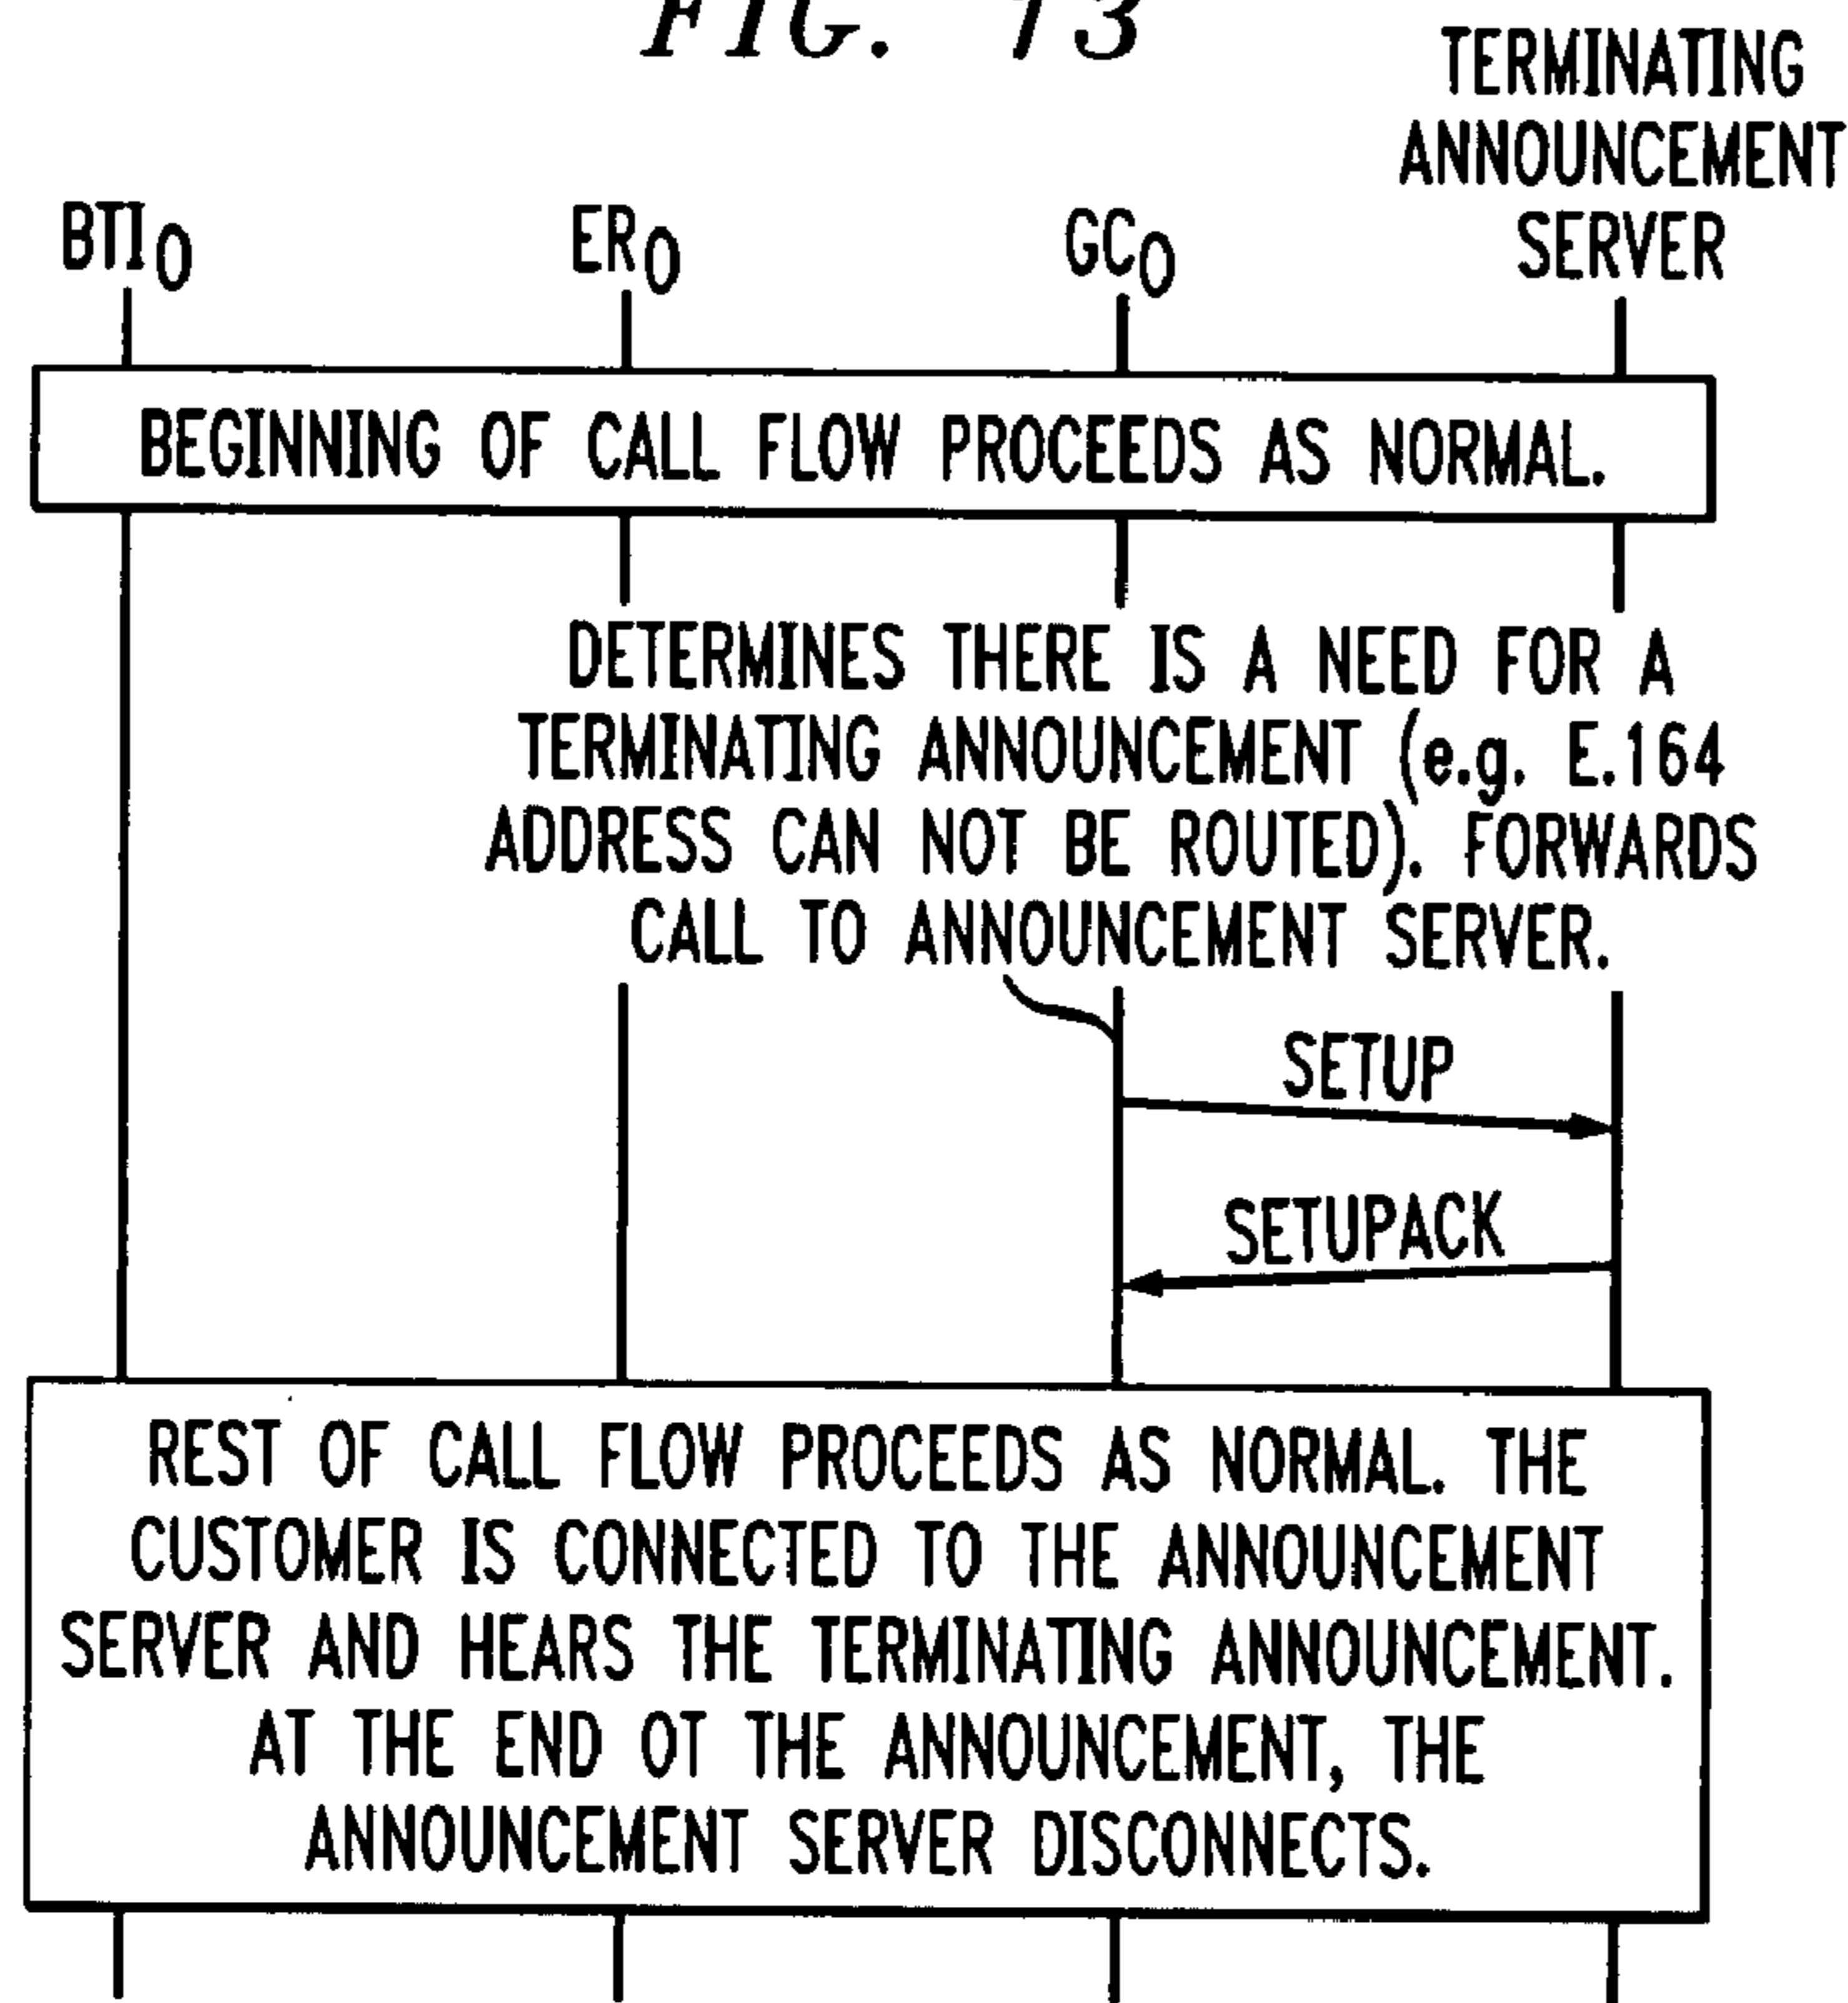 FIG. 13
TERMINATING
ANNOUNCEMENT
SERVER
BTI0
ER0
GC0
BEGINNING OF CALL FLOW PROCEEDS AS NORMAL.
DETERMINES THERE IS A NEED FOR A
TERMINATING ANNOUNCEMENT (e.g. E.164
ADDRESS CAN NOT BE ROUTED). FORWARDS
CALL TO ANNOUNCEMENT SERVER.
SETUP
SETUPACK
REST OF CALL FLOW PROCEEDS AS NORMAL. THE
CUSTOMER IS CONNECTED TO THE ANNOUNCEMENT
SERVER AND HEARS THE TERMINATING ANNOUNCEMENT.
AT THE END OT THE ANNOUNCEMENT, THE
ANNOUNCEMENT SERVER DISCONNECTS.